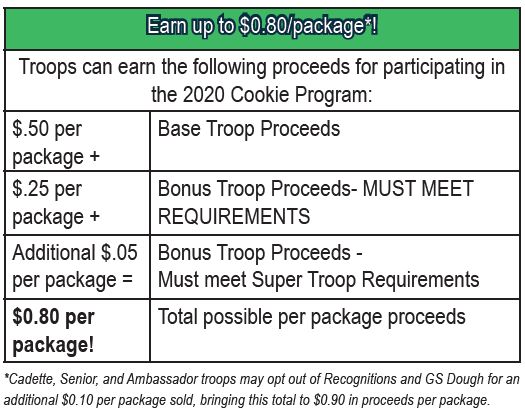 Earn up to $0.80/package*!
Troops can earn the following proceeds for participating in
the 2020 Cookie Program:
$.50 per
package +
Base Troop Proceeds
$.25 per
package +
Bonus Troop Proceeds- MUST MEET
REQUIREMENTS
Additional $.05
per package =
Bonus Troop Proceeds -
Must meet Super Troop Requirements
$0.80 per
package!
Total possible per package proceeds
*Cadette, Senior, and Ambassador troops may opt out of Recognitions and GS Dough for an
additional $0.10 per package sold, bringing this total to $0.90 in proceeds per package.